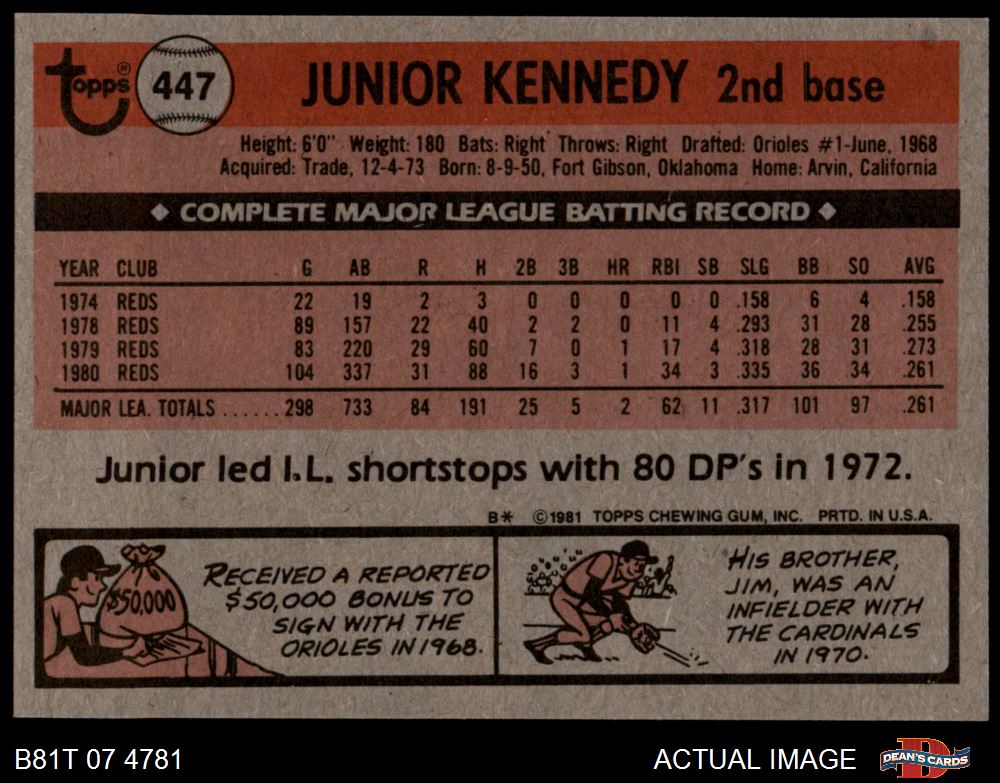 topps®
447
JUNIOR KENNEDY 2nd base
Height: 6'0" Weight: 180 Bats: Right Throws: Right Drafted: Orioles #1-June, 1968
Acquired: Trade, 12-4-73 Born: 8-9-50, Fort Gibson, Oklahoma Home: Arvin, California
◆ COMPLETE MAJOR LEAGUE BATTING RECORD ◆
YEAR CLUB G AB R H 2B 3B HR RBI SB SLG BB SO AVG
1974 REDS 22 19 2 3 0 0 0 0 0 .158 6 4 .158
1978 REDS 89 157 22 40 2 2 0 11 4 .293 31 28 .255
1979 REDS 83 220 29 60 7 0 1 17 4 .318 28 31 .273
1980 REDS 104 337 31 88 16 3 1 34 3 .335 36 34 .261
MAJOR LEA. TOTALS ...... 298 733 84 191 25 5 2 62 11 .317 101 97 .261
Junior led I.L. shortstops with 80 DP's in 1972.
B* ©1981 TOPPS CHEWING GUM, INC. PRTD. IN U.S.A.
$50,000
RECEIVED A REPORTED
$50,000 BONUS TO
SIGN WITH THE
ORIOLES IN 1968.
HIS BROTHER,
JIM, WAS AN
INFIELDER WITH
THE CARDINALS
IN 1970.
B81T 07 4781
ACTUAL IMAGE
D
DEAN'S CARDS